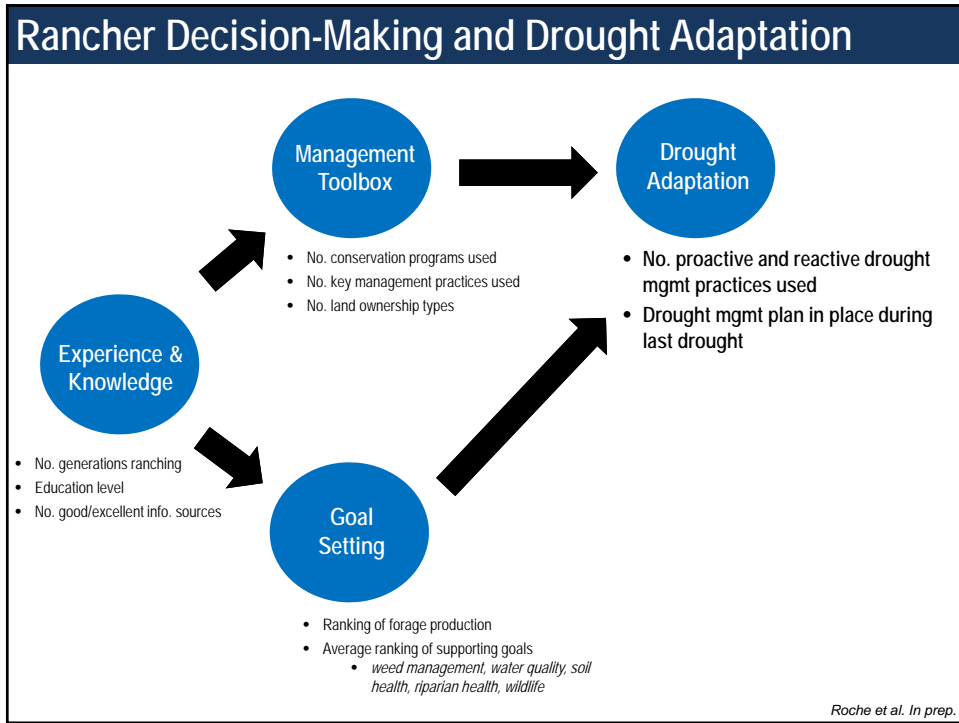 Rancher Decision-Making and Drought Adaptation
Management
Toolbox
• No. conservation programs used
• No. key management practices used
• No. land ownership types
Drought
Adaptation
• No. proactive and reactive drought
mgmt practices used
• Drought mgmt plan in place during
last drought
Experience &
Knowledge
• No. generations ranching
• Education level
• No. good/excellent info. sources
Goal
Setting
• Ranking of forage production
• Average ranking of supporting goals
• weed management, water quality, soil
health, riparian health, wildlife
Roche et al. In prep.